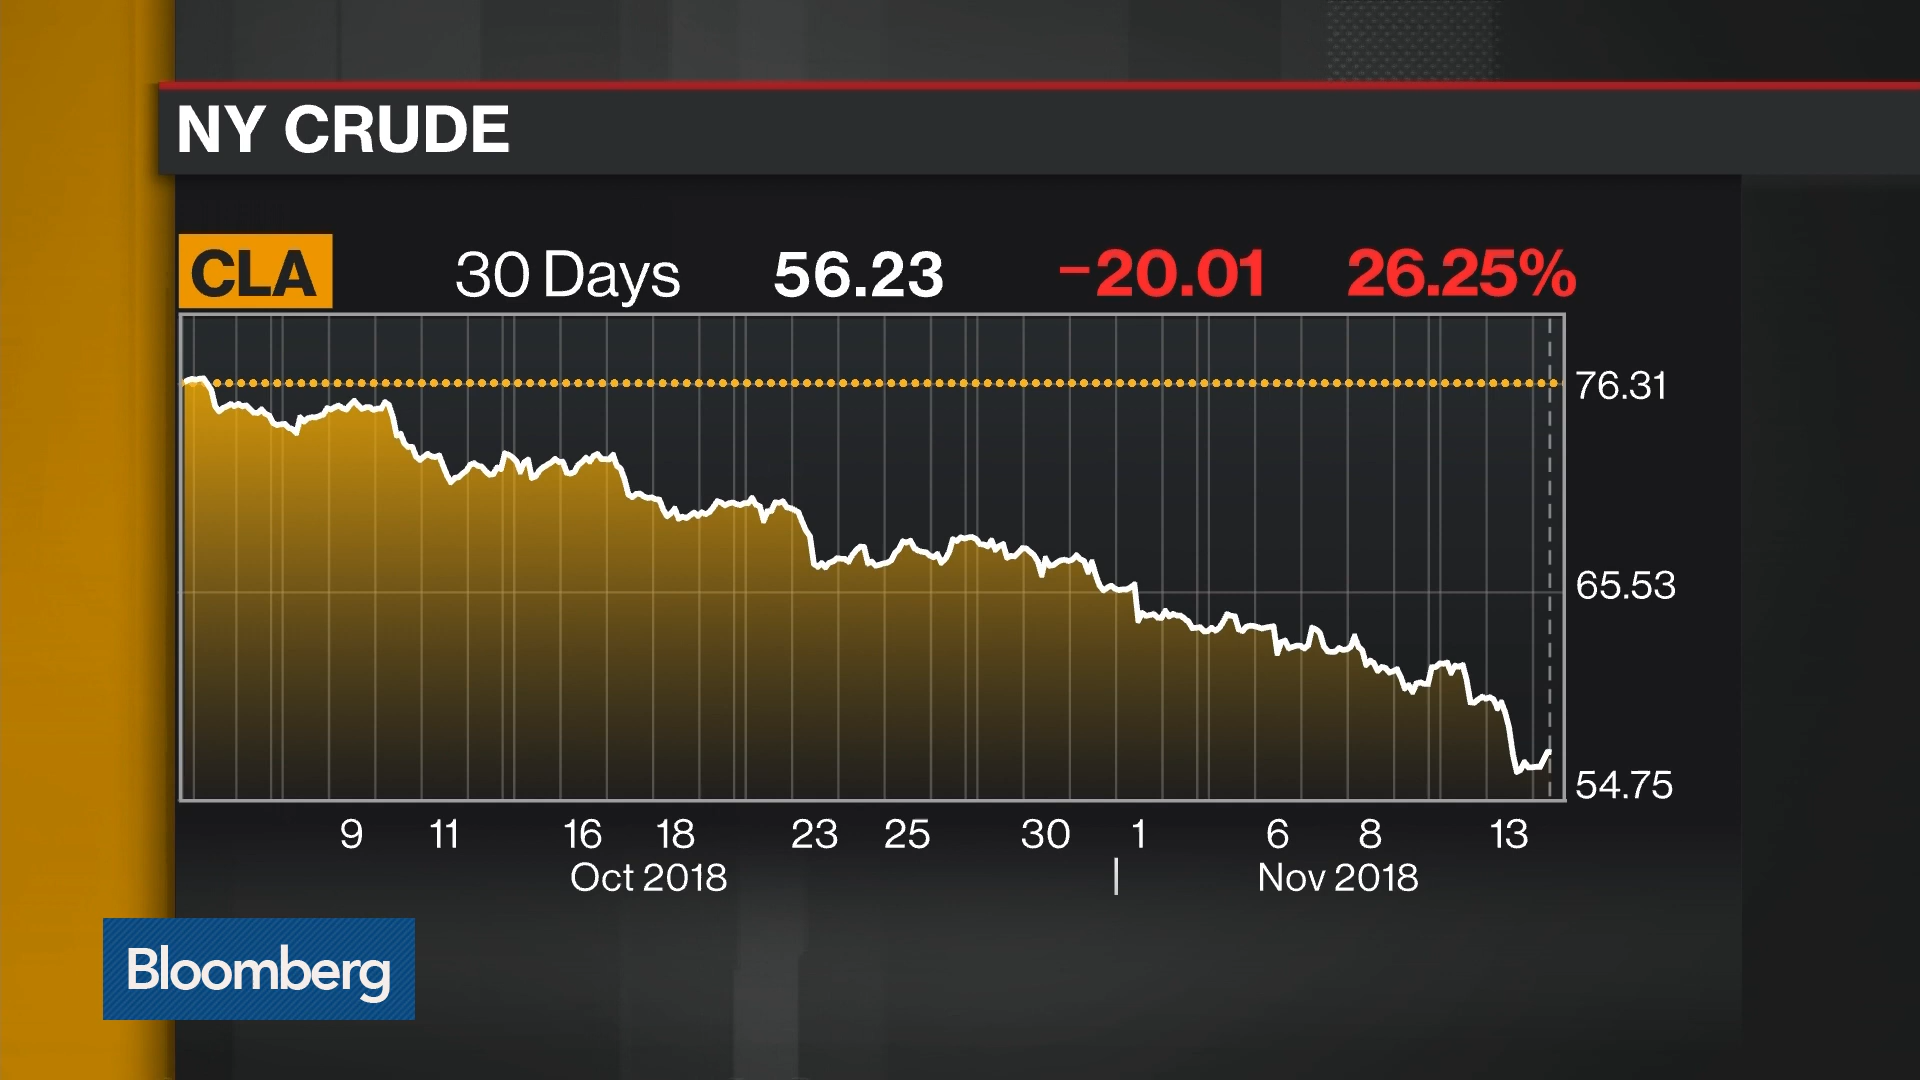 NY CRUDE
CLA 30 Days 56.23 -20.01 26.25%
76.31
65.53
54.75
9 11 16 18 23 25 30 1 6 8 13
Oct 2018 | Nov 2018
Bloomberg